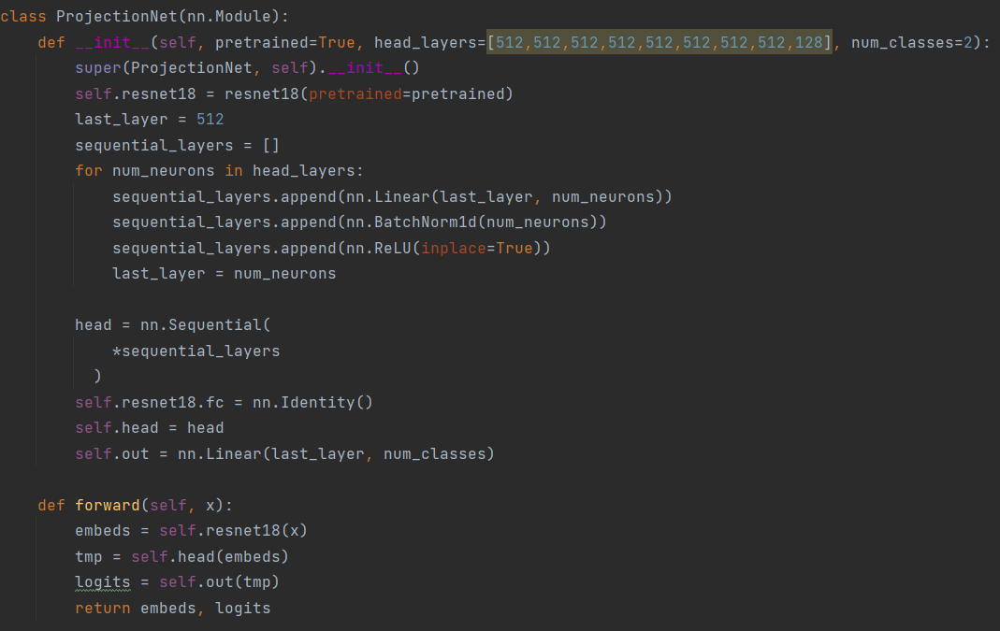 class ProjectionNet(nn.Module):
    def __init__(self, pretrained=True, head_layers=[512,512,512,512,512,512,512,512,128], num_classes=2):
        super(ProjectionNet, self).__init__()
        self.resnet18 = resnet18(pretrained=pretrained)
        last_layer = 512
        sequential_layers = []
        for num_neurons in head_layers:
            sequential_layers.append(nn.Linear(last_layer, num_neurons))
            sequential_layers.append(nn.BatchNorm1d(num_neurons))
            sequential_layers.append(nn.ReLU(inplace=True))
            last_layer = num_neurons

        head = nn.Sequential(
            *sequential_layers
          )
        self.resnet18.fc = nn.Identity()
        self.head = head
        self.out = nn.Linear(last_layer, num_classes)

    def forward(self, x):
        embeds = self.resnet18(x)
        tmp = self.head(embeds)
        logits = self.out(tmp)
        return embeds, logits